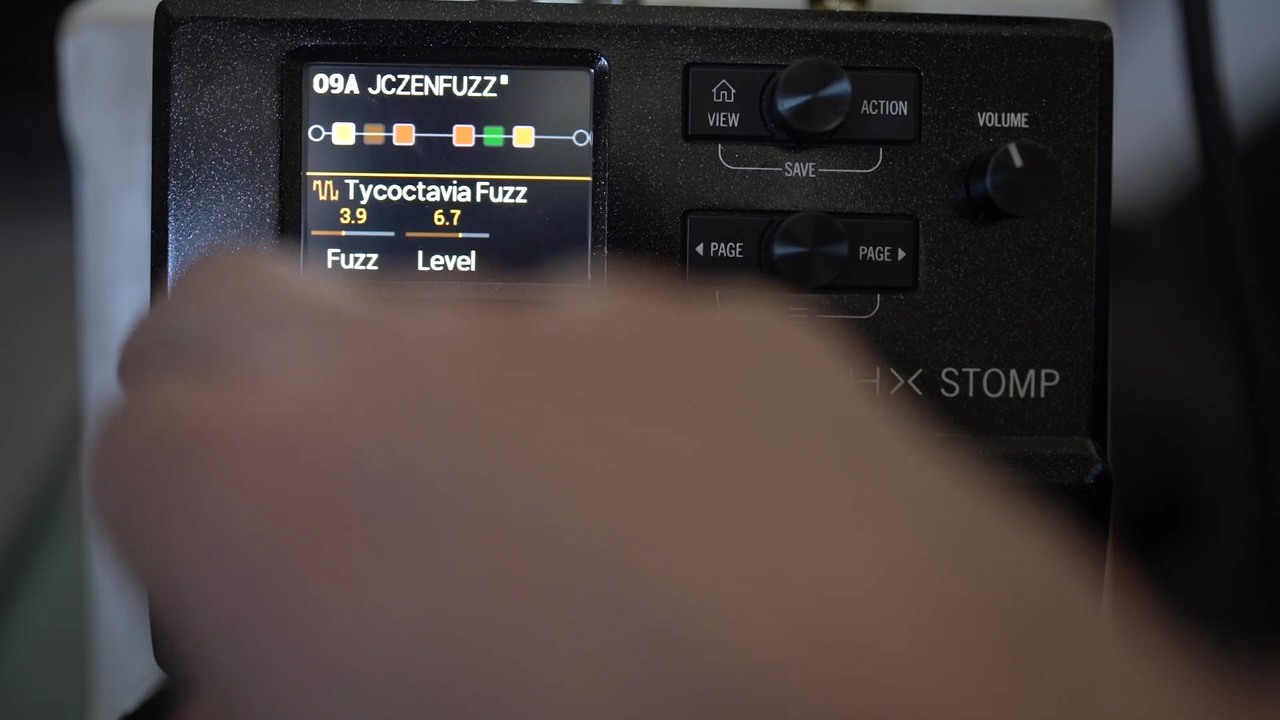 09A JCZENFUZZ
Tycoctavia Fuzz
3.9 6.7
Fuzz Level
VIEW
ACTION
SAVE
VOLUME
PAGE
PAGE
HX STOMP